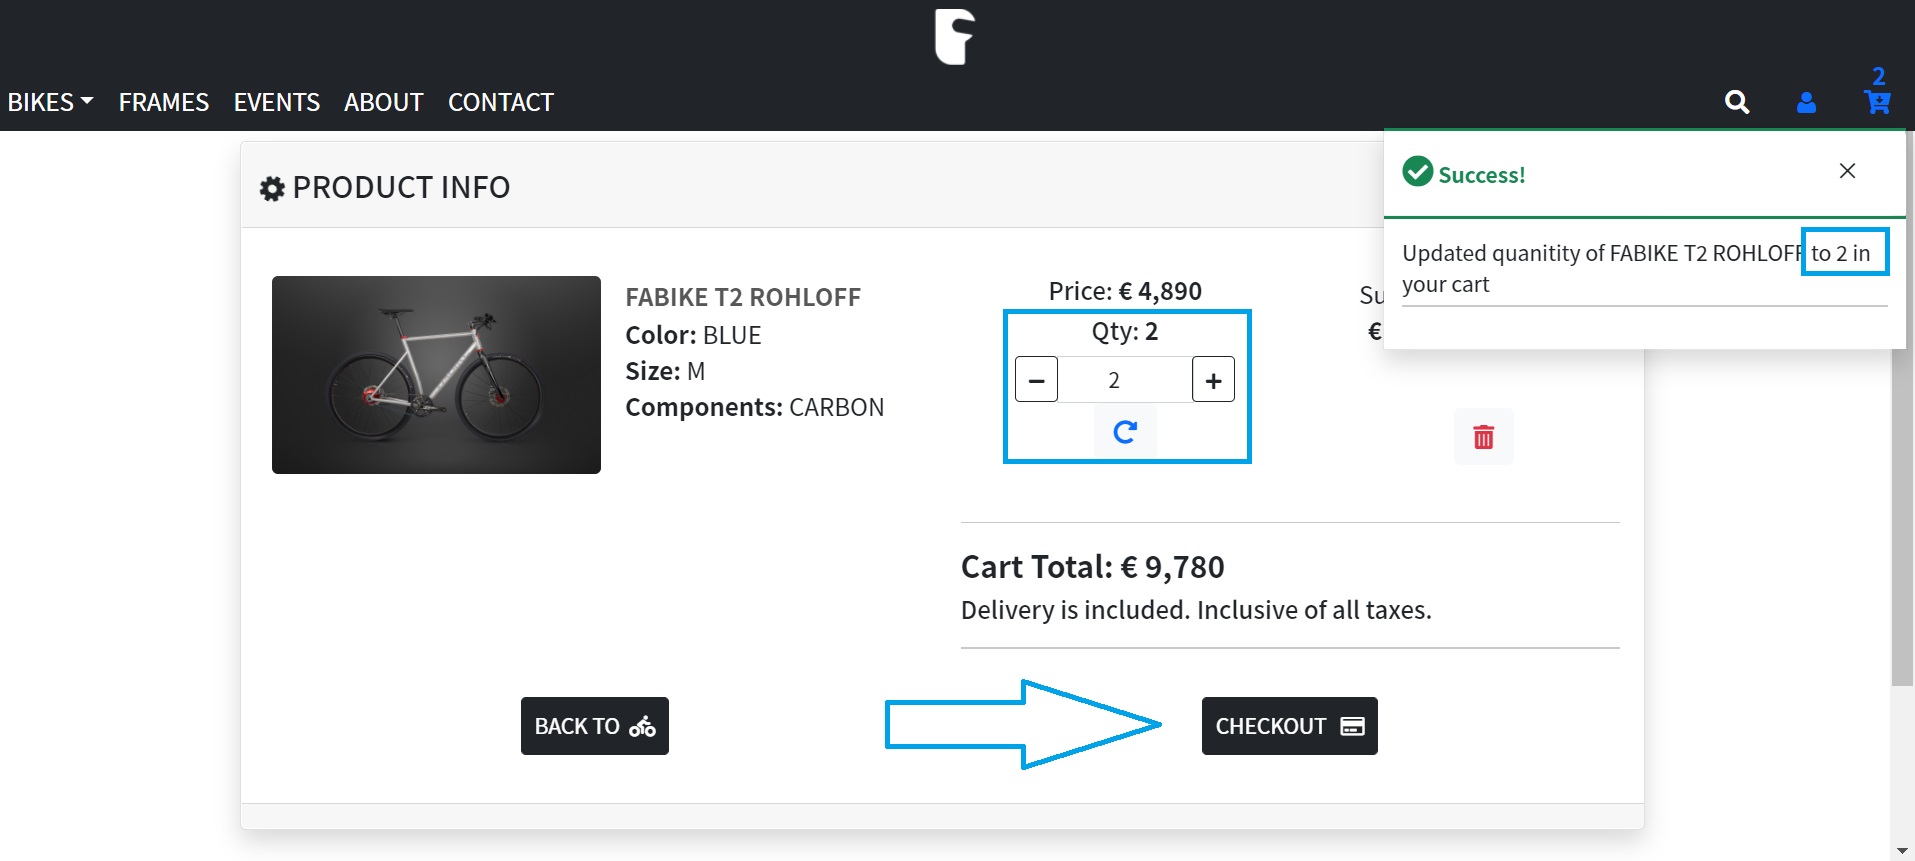 BIKES
FRAMES
EVENTS
ABOUT
CONTACT
2
PRODUCT INFO
Success!
Updated quanitity of FABIKE T2 ROHLOFF to 2 in
your cart
FABIKE T2 ROHLOFF
Color: BLUE
Size: M
Components: CARBON
Price: € 4,890
Qty: 2
2
€
Cart Total: € 9,780
Delivery is included. Inclusive of all taxes.
BACK TO
CHECKOUT